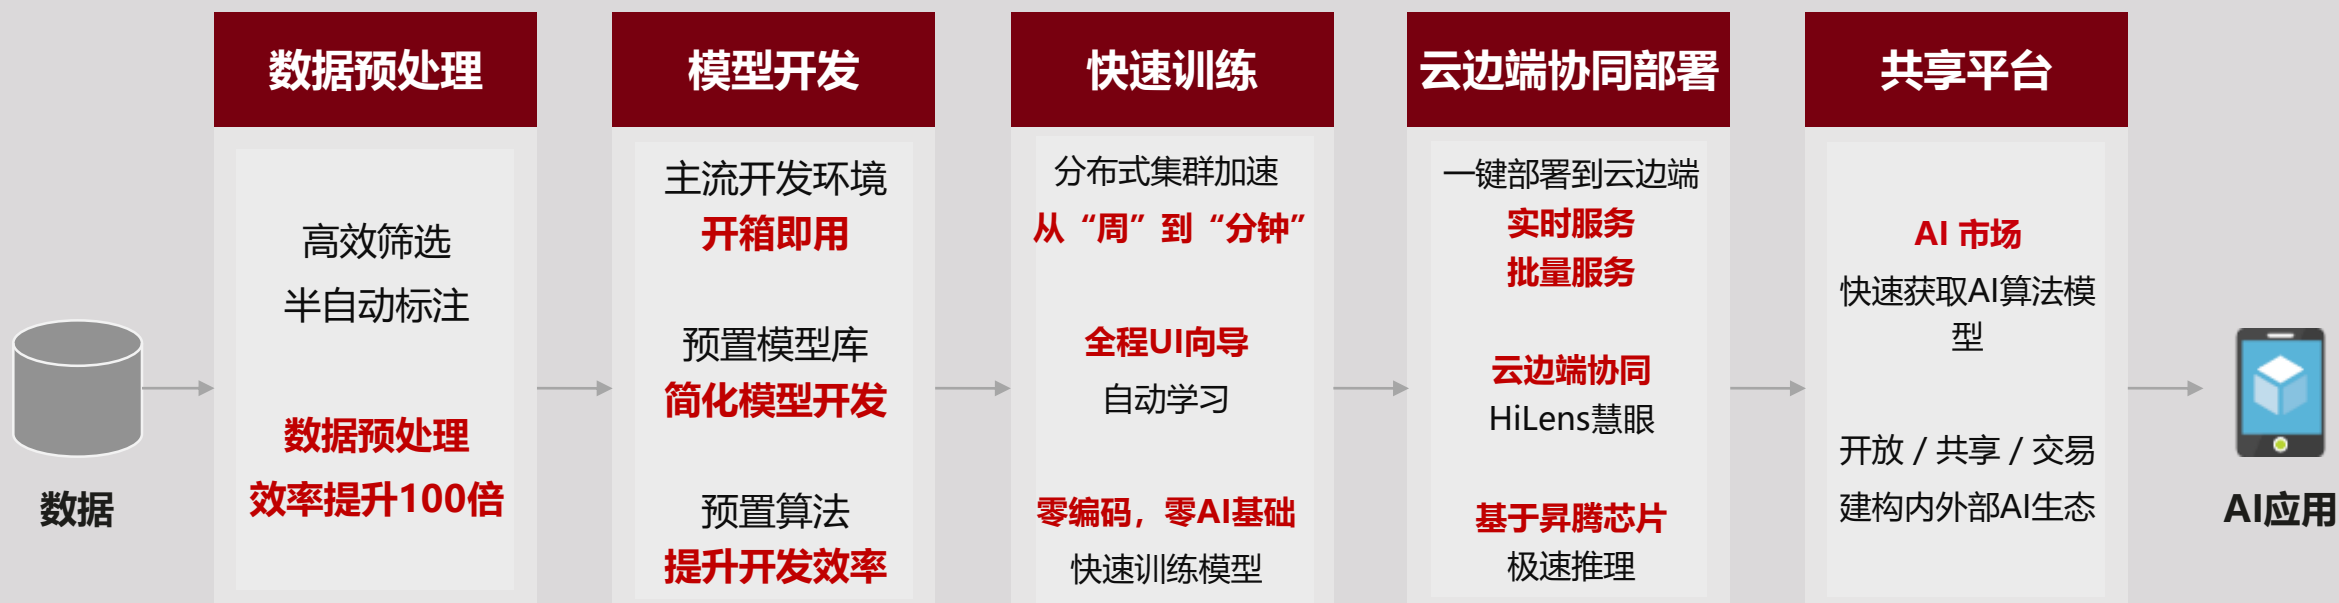 数据
数据预处理
高效筛选
半自动标注
数据预处理
效率提升100倍
模型开发
主流开发环境
开箱即用
预置模型库
简化模型开发
预置算法
提升开发效率
快速训练
分布式集群加速
从“周”到“分钟”
全程UI向导
自动学习
零编码，零AI基础
快速训练模型
云边端协同部署
一键部署到云边端
实时服务
批量服务
云边端协同
HiLens慧眼
基于昇腾芯片
极速推理
共享平台
AI 市场
快速获取AI算法模
型
开放 / 共享 / 交易
建构内外部AI生态
AI应用